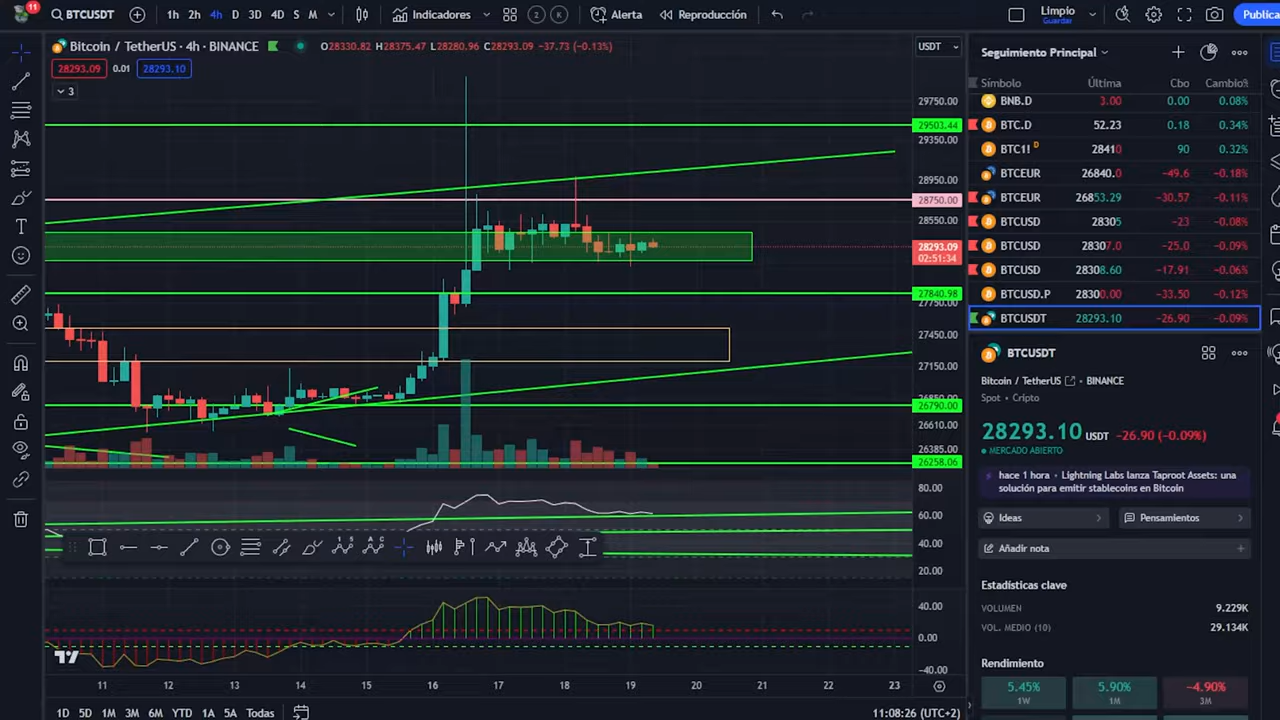 11
BTCUSDT 1h 2h 4h D 3D 4D S M Indicadores 2 K Alerta Reproducción Limpio Guardar Publica
Bitcoin / TetherUS · 4h · BINANCE O28330.82 H28375.47 L28280.96 C28293.09 -37.73 (-0.13%) USDT
28293.09 0.01 28293.10
3
29750.00
29503.44
29350.00
28950.00
28750.00
28550.00
28293.09
02:51:34
27840.98
27750.00
27450.00
27150.00
26850.00
26790.00
26610.00
26385.00
26258.06
80.00
60.00
40.00
20.00
40.00
0.00
-40.00
11 12 13 14 15 16 17 18 19 20 21 22 23
1D 5D 1M 3M 6M YTD 1A 5A Todas 11:08:26 (UTC+2)
Seguimiento Principal
Símbolo Última Cbo Cambio%
BNB.D 3.00 0.00 0.08%
BTC.D 52.23 0.18 0.34%
BTC1! D 28410 90 0.32%
BTCEUR 26840.0 -49.6 -0.18%
BTCEUR 26853.29 -30.57 -0.11%
BTCUSD 28305 -23 -0.08%
BTCUSD 28307.0 -25.0 -0.09%
BTCUSD 28308.60 -17.91 -0.06%
BTCUSD.P 28300.00 -33.50 -0.12%
BTCUSDT 28293.10 -26.90 -0.09%
BTCUSDT
Bitcoin / TetherUS · BINANCE
Spot · Cripto
28293.10 USDT -26.90 (-0.09%)
MERCADO ABIERTO
hace 1 hora · Lightning Labs lanza Taproot Assets: una
solución para emitir stablecoins en Bitcoin
Ideas Pensamientos
Añadir nota
Estadísticas clave
VOLUMEN 9.229K
VOL. MEDIO (10) 29.134K
Rendimiento
5.45% 5.90% -4.90%
1W 1M 3M